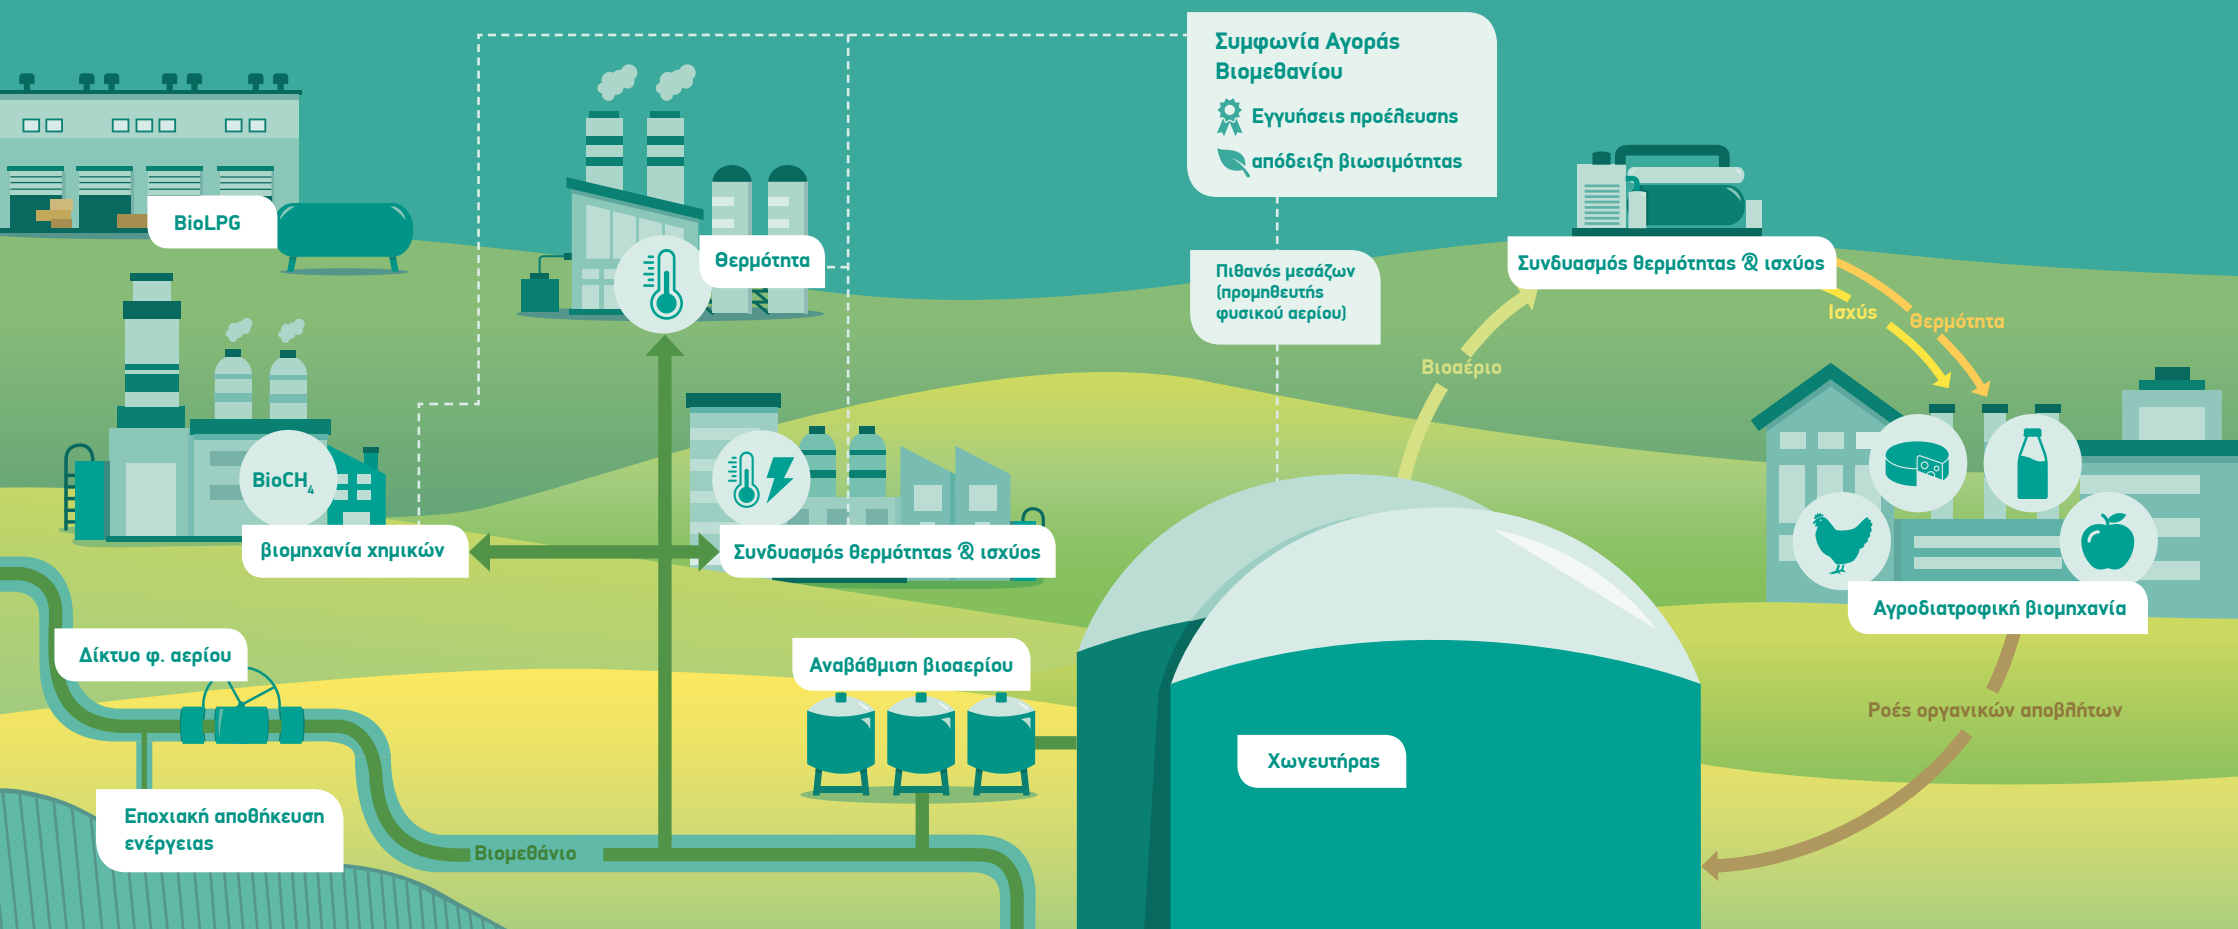 Συμφωνία Αγοράς
Βιομεθανίου
Εγγυήσεις προέλευσης
απόδειξη βιωσιμότητας
BioLPG
Θερμότητα
Πιθανός μεσάζων
(προμηθευτής
φυσικού αερίου)
Συνδυασμός θερμότητας & ισχύος
Ισχύς
Θερμότητα
Βιοαέριο
BioCH₄
βιομηχανία χημικών
Συνδυασμός θερμότητας & ισχύος
Αγροδιατροφική βιομηχανία
Δίκτυο φ. αερίου
Αναβάθμιση βιοαερίου
Ροές οργανικών αποβλήτων
Χωνευτήρας
Εποχιακή αποθήκευση
ενέργειας
Βιομεθάνιο